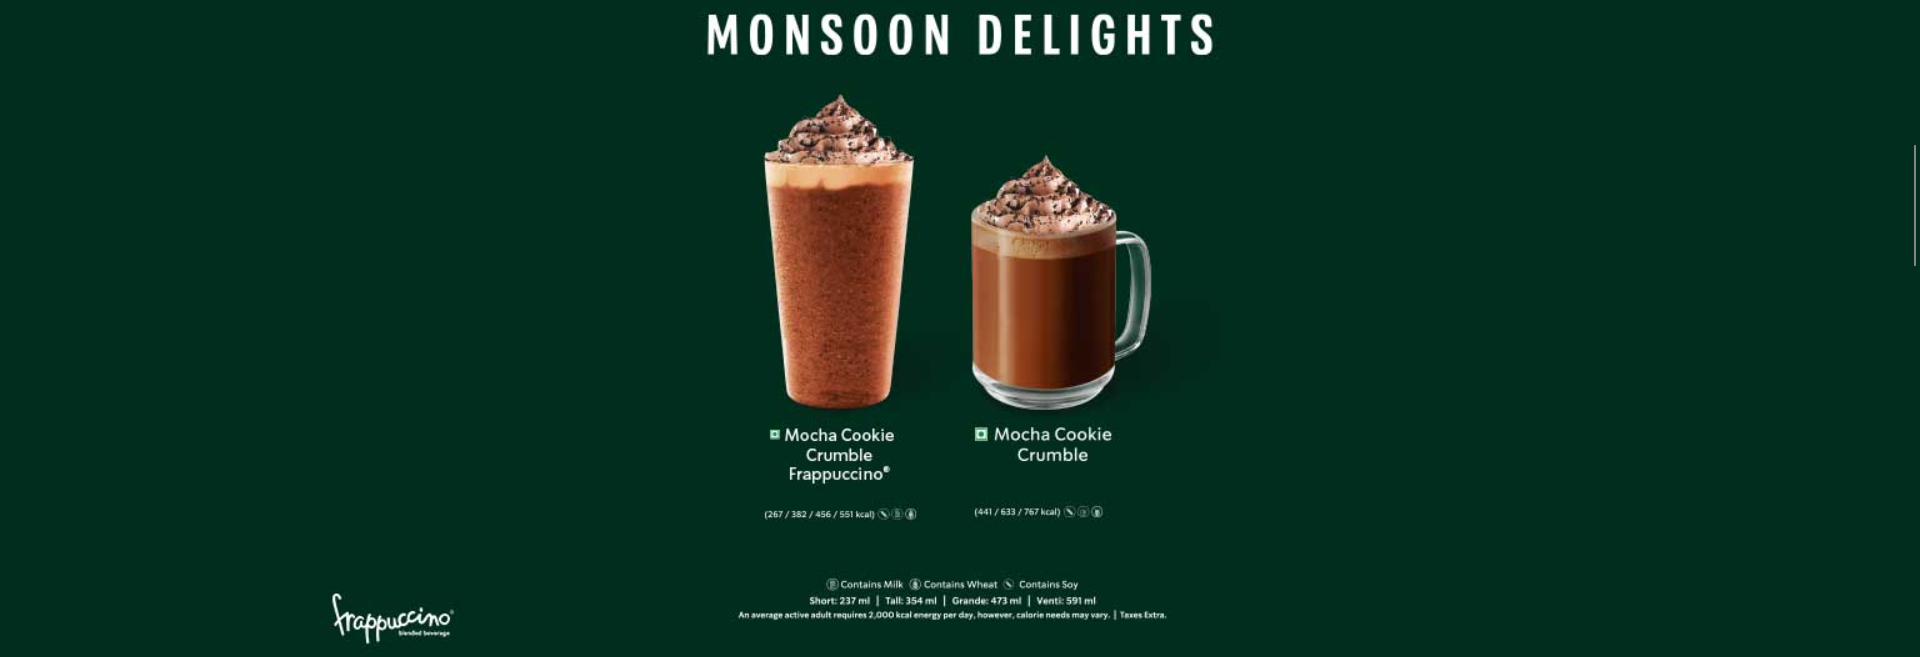 MONSOON DELIGHTS
Mocha Cookie
Crumble
Frappuccino®
(267 / 382 / 456 / 551 kcal)
Mocha Cookie
Crumble
(441 / 633 / 767 kcal)
Contains Milk Contains Wheat Contains Soy
Short: 237 ml | Tall: 354 ml | Grande: 473 ml | Venti: 591 ml
An average active adult requires 2,000 kcal energy per day, however, calorie needs may vary. | Taxes Extra.
frappuccino®
blended beverage